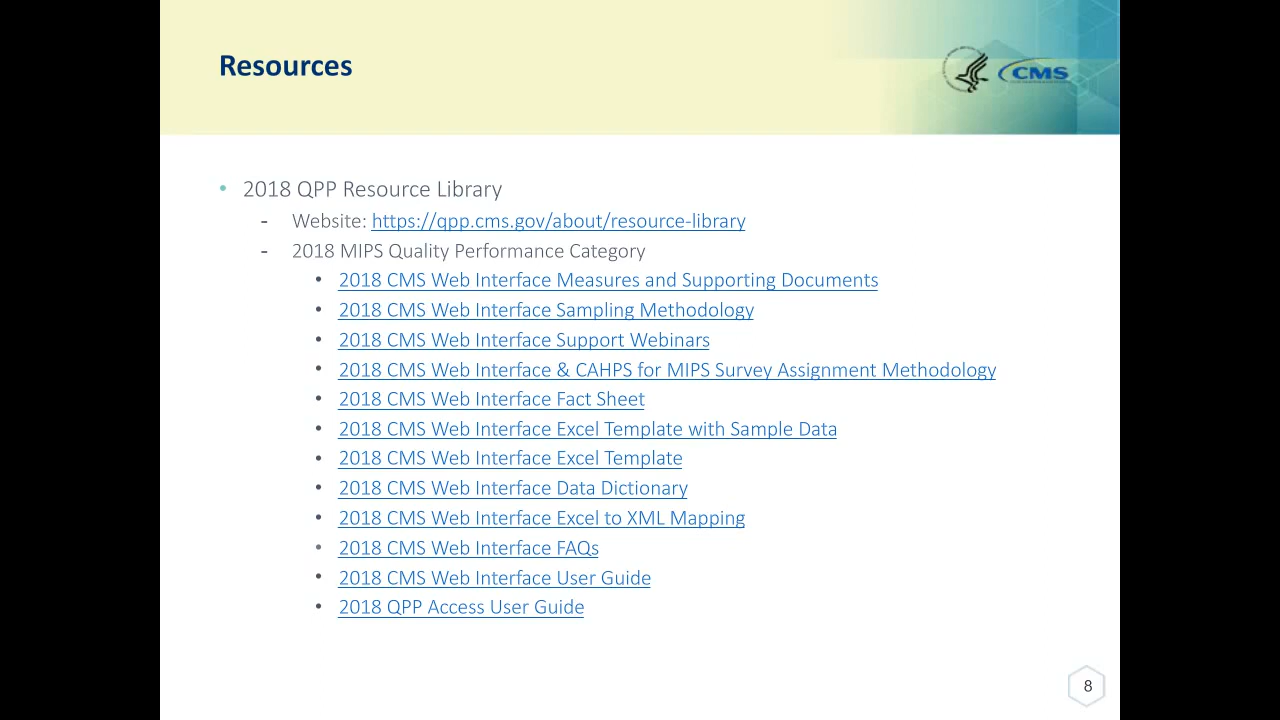 Resources
CMS
• 2018 QPP Resource Library
- Website: https://qpp.cms.gov/about/resource-library
- 2018 MIPS Quality Performance Category
• 2018 CMS Web Interface Measures and Supporting Documents
• 2018 CMS Web Interface Sampling Methodology
• 2018 CMS Web Interface Support Webinars
• 2018 CMS Web Interface & CAHPS for MIPS Survey Assignment Methodology
• 2018 CMS Web Interface Fact Sheet
• 2018 CMS Web Interface Excel Template with Sample Data
• 2018 CMS Web Interface Excel Template
• 2018 CMS Web Interface Data Dictionary
• 2018 CMS Web Interface Excel to XML Mapping
• 2018 CMS Web Interface FAQs
• 2018 CMS Web Interface User Guide
• 2018 QPP Access User Guide
8